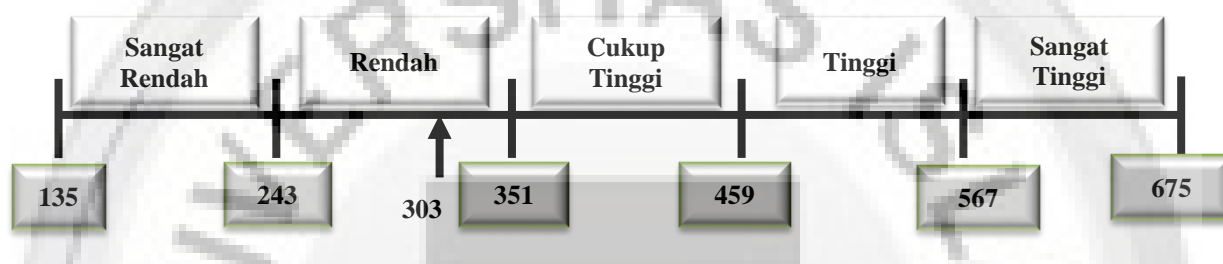 Sangat
Rendah
Rendah
Cukup
Tinggi
Tinggi
Sangat
Tinggi
135
243
303
351
459
567
675